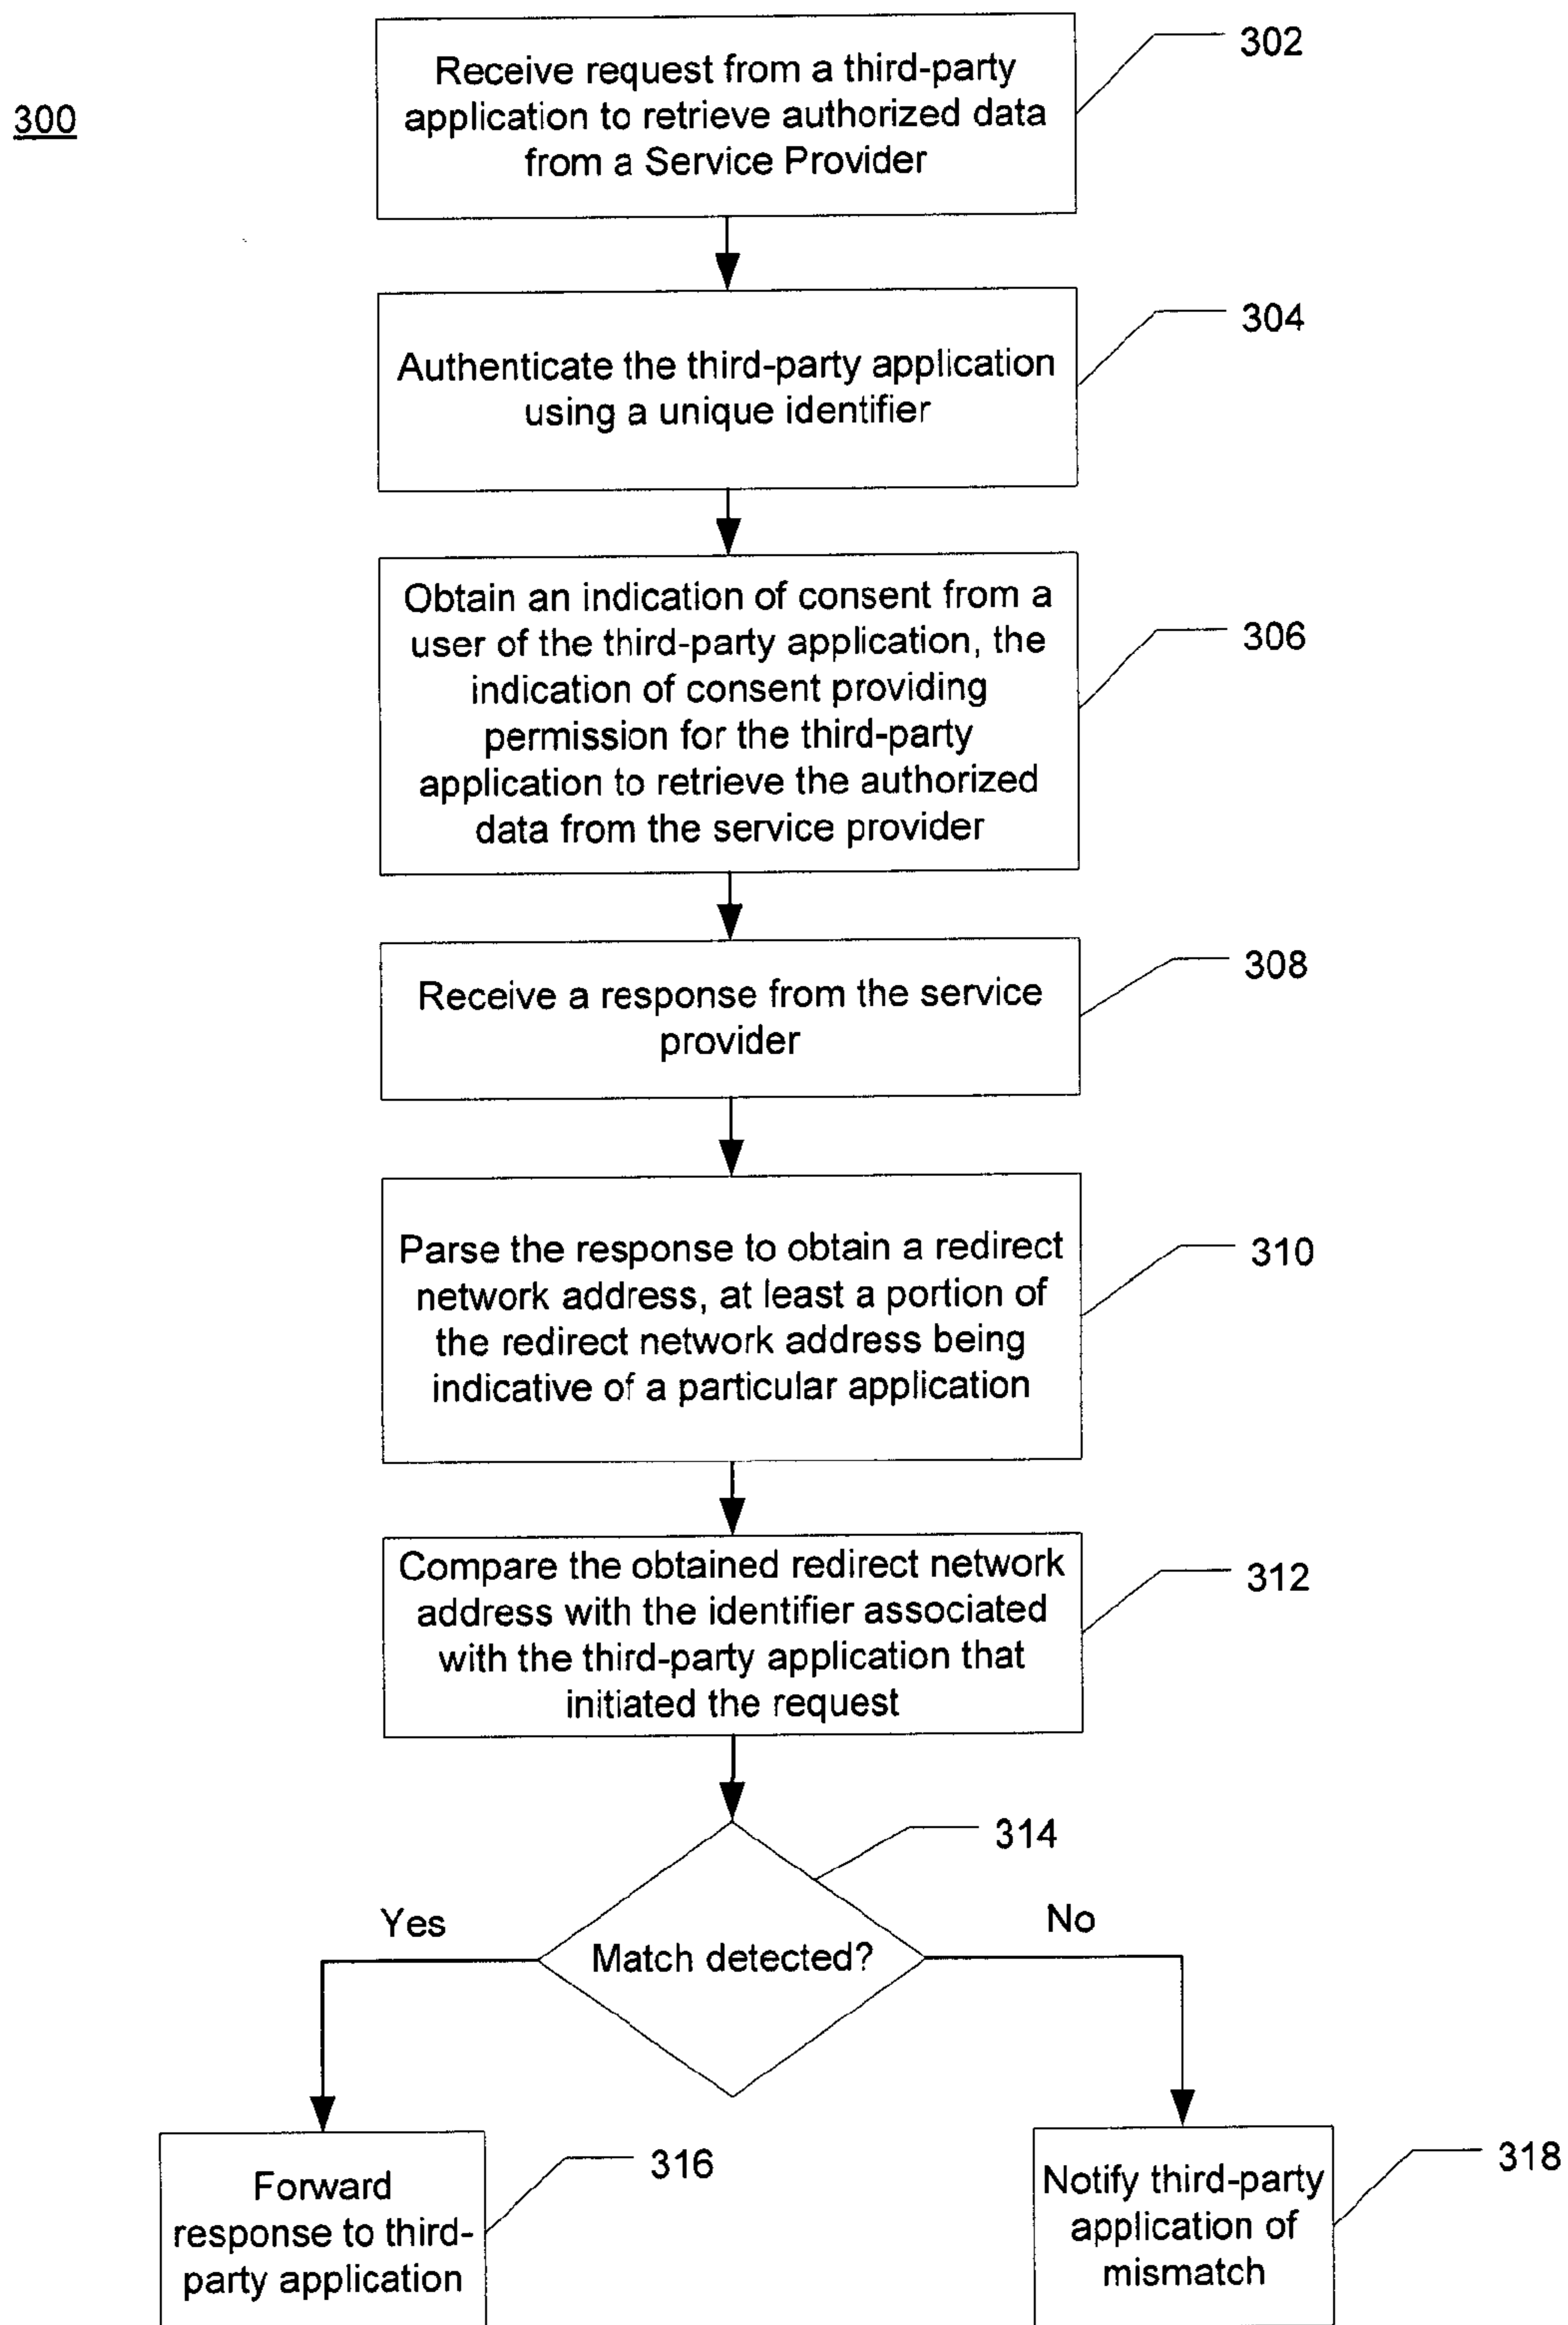 300
Receive request from a third-party
application to retrieve authorized data
from a Service Provider
302
Authenticate the third-party application
using a unique identifier
304
Obtain an indication of consent from a
user of the third-party application, the
indication of consent providing
permission for the third-party
application to retrieve the authorized
data from the service provider
306
Receive a response from the service
provider
308
Parse the response to obtain a redirect
network address, at least a portion of
the redirect network address being
indicative of a particular application
310
Compare the obtained redirect network
address with the identifier associated
with the third-party application that
initiated the request
312
314
Yes
Match detected?
No
Forward
response to third-
party application
316
Notify third-party
application of
mismatch
318